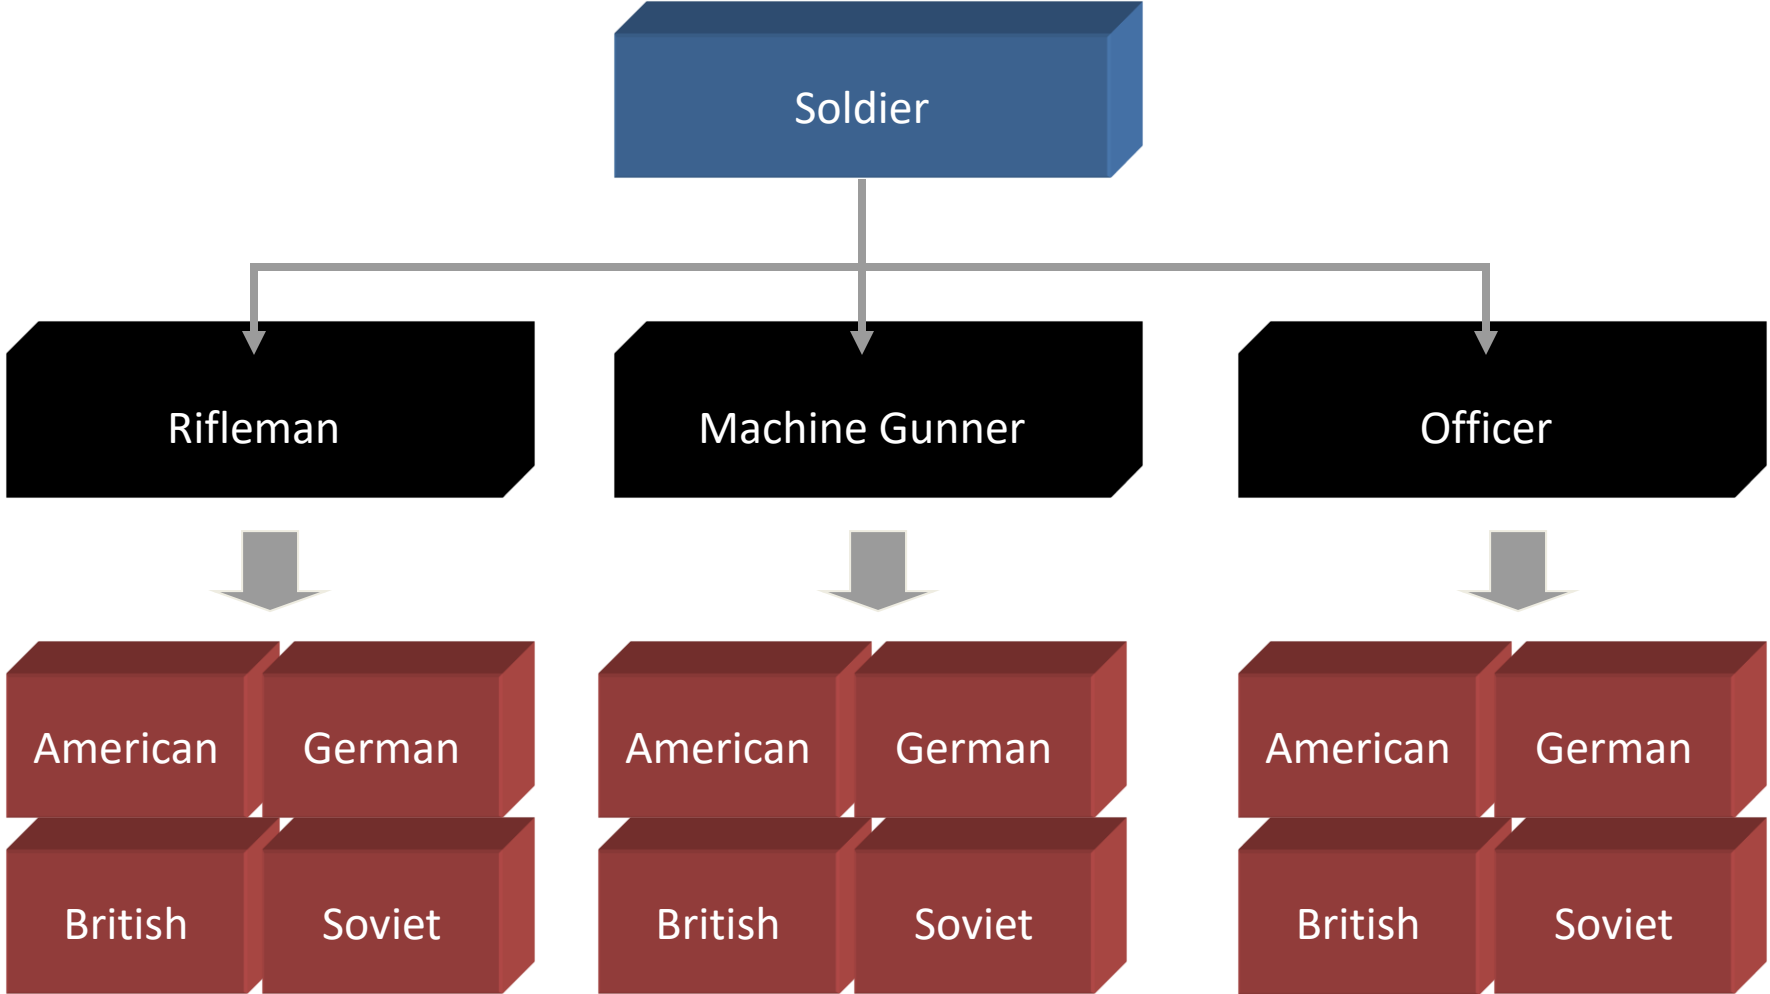 Soldier
Rifleman
Machine Gunner
Officer
American
German
American
German
American
German
British
Soviet
British
Soviet
British
Soviet